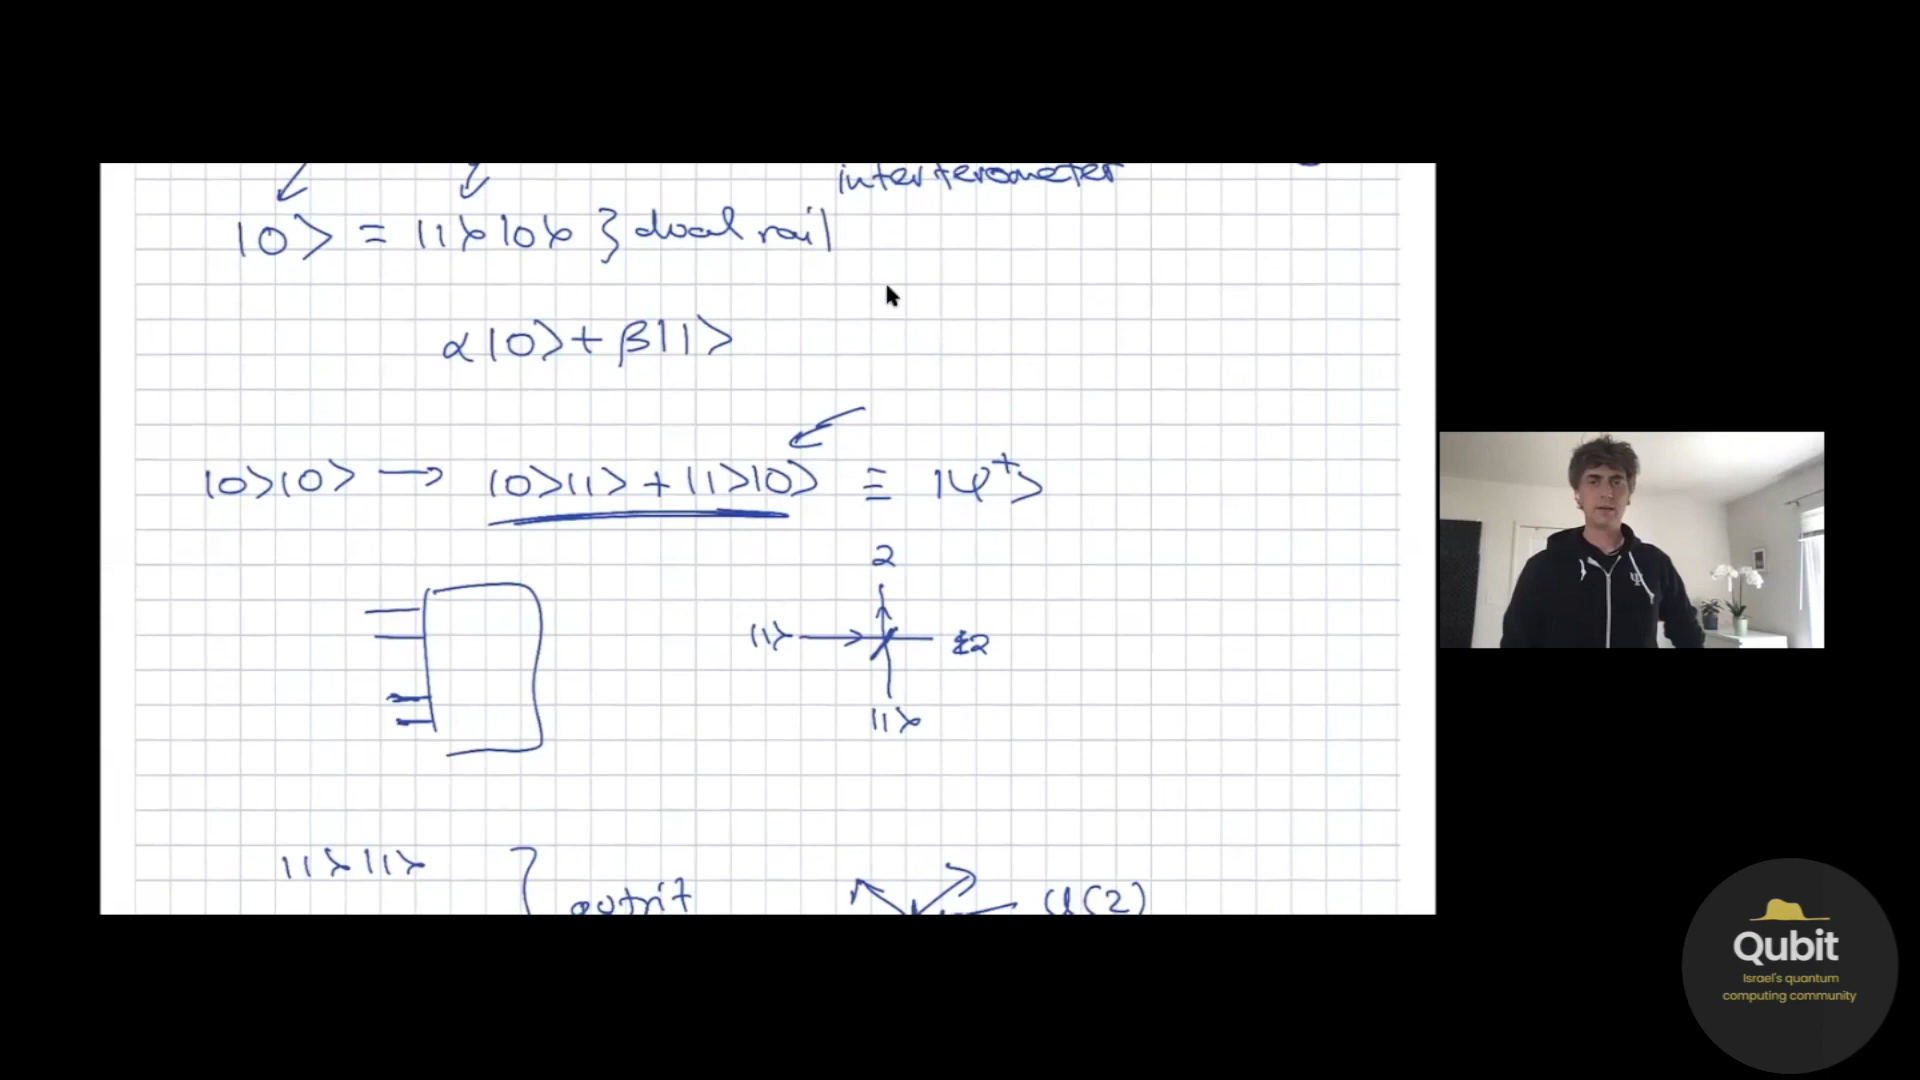 interferometer
|0⟩ = |1⟩|0⟩ } dual rail
α|0⟩ + β|1⟩
|0⟩|0⟩ → |0⟩|1⟩ + |1⟩|0⟩ ≡ |ψ⁺⟩
2
|1⟩ 2
|1⟩
|1⟩|1⟩ } qutrit U(2)
Qubit
Israel's quantum
computing community